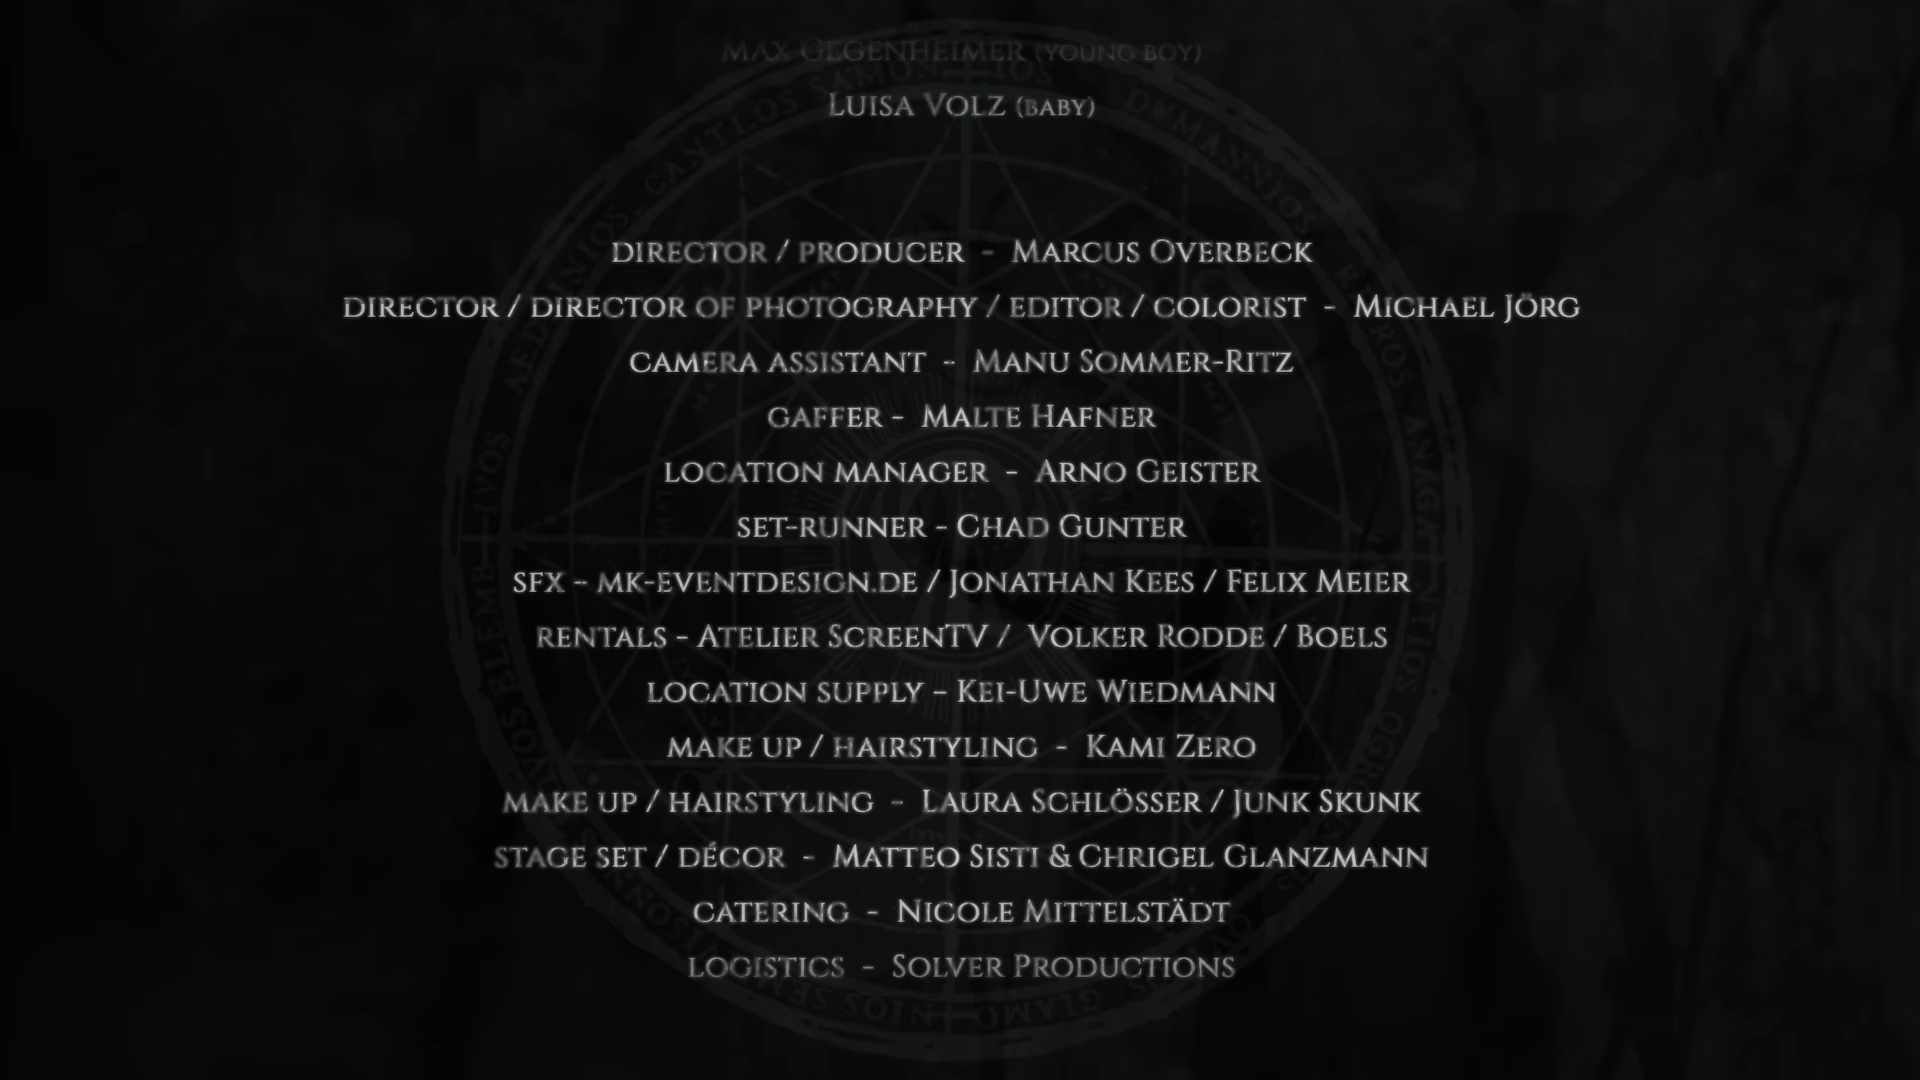 Max Gegenheimer (young boy)
Luisa Volz (baby)
director / producer - Marcus Overbeck
director / director of photography / editor / colorist - Michael Jörg
camera assistant - Manu Sommer-Ritz
gaffer - Malte Hafner
location manager - Arno Geister
set-runner - Chad Gunter
sfx - mk-eventdesign.de / Jonathan Kees / Felix Meier
rentals - Atelier ScreenTV / Volker Rodde / Boels
location supply - Kei-Uwe Wiedmann
make up / hairstyling - Kami Zero
make up / hairstyling - Laura Schlösser / Junk Skunk
stage set / décor - Matteo Sisti & Chrigel Glanzmann
catering - Nicole Mittelstädt
logistics - Solver Productions